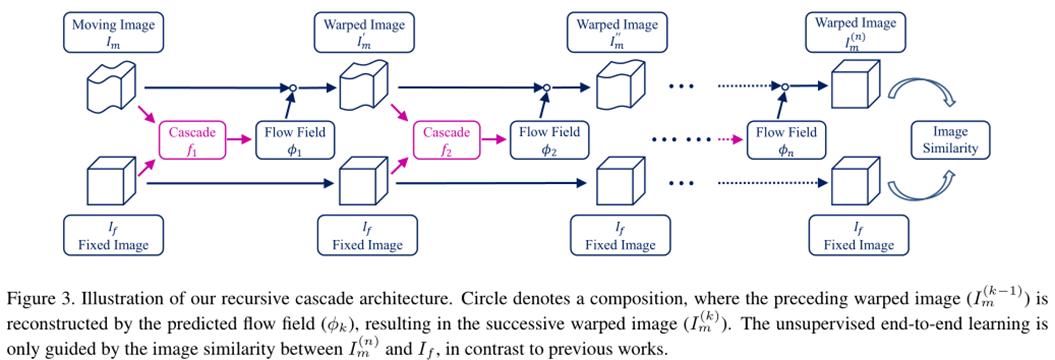 Moving Image
I_m
Warped Image
I_m^'
Warped Image
I_m^''
Warped Image
I_m^(n)
Cascade
f_1
Flow Field
ϕ_1
Cascade
f_2
Flow Field
ϕ_2
Flow Field
ϕ_n
Image
Similarity
I_f
Fixed Image
I_f
Fixed Image
I_f
Fixed Image
I_f
Fixed Image
Figure 3. Illustration of our recursive cascade architecture. Circle denotes a composition, where the preceding warped image (I_m^(k−1)) is
reconstructed by the predicted flow field (ϕ_k), resulting in the successive warped image (I_m^(k)). The unsupervised end-to-end learning is
only guided by the image similarity between I_m^(n) and I_f, in contrast to previous works.